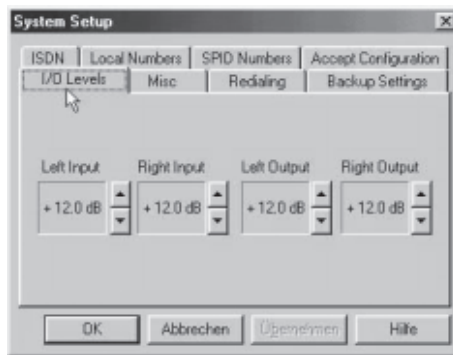 System Setup
ISDN Local Numbers SPID Numbers Accept Configuration
I/O Levels Misc Redialing Backup Settings
Left Input Right Input Left Output Right Output
+ 12.0 dB + 12.0 dB + 12.0 dB + 12.0 dB
OK Abbrechen Übernehmen Hilfe